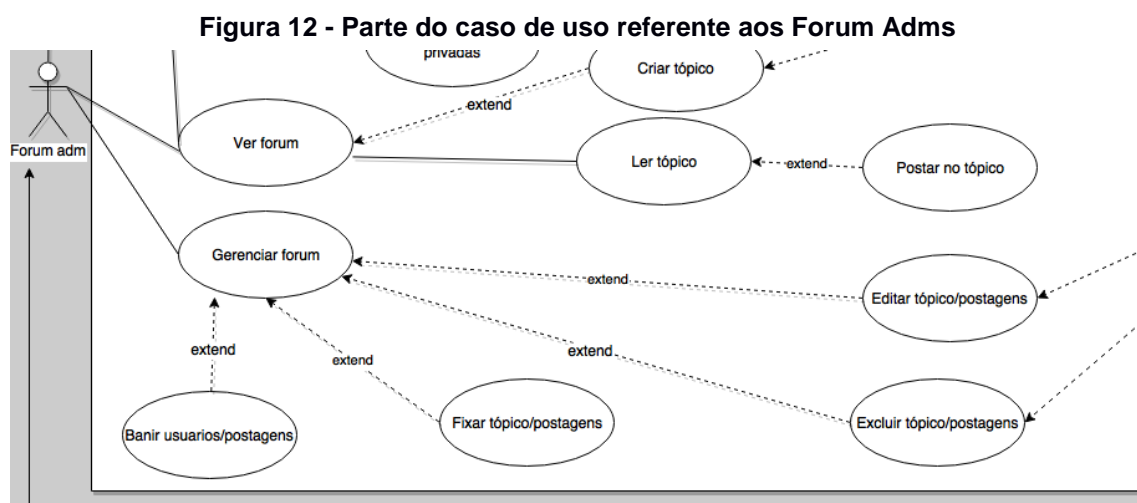 Figura 12 - Parte do caso de uso referente aos Forum Adms
privadas
Criar tópico
extend
Ver forum
Forum adm
Ler tópico
extend
Postar no tópico
Gerenciar forum
extend
Editar tópico/postagens
extend
extend
extend
Banir usuarios/postagens
Fixar tópico/postagens
Excluir tópico/postagens